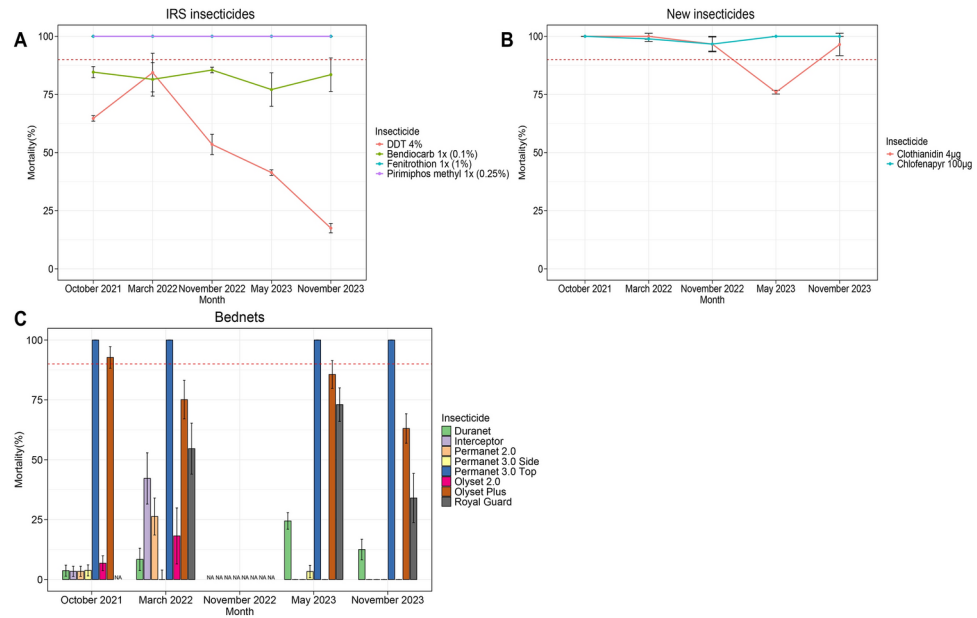 IRS insecticides
A
100
75
50
25
0
Mortality(%)
October 2021
March 2022
November 2022
May 2023
November 2023
Month
Insecticide
DDT 4%
Bendiocarb 1x (0.1%)
Fenitrothion 1x (1%)
Pirimiphos methyl 1x (0.25%)
New insecticides
B
100
75
50
25
0
Mortality(%)
October 2021
March 2022
November 2022
May 2023
November 2023
Month
Insecticide
Clothianidin 4µg
Chlofenapyr 100µg
C
Bednets
100
75
50
25
0
Mortality(%)
NA
NA NA NA NA NA NA NA NA
October 2021
March 2022
November 2022
May 2023
November 2023
Month
Insecticide
Duranet
Interceptor
Permanet 2.0
Permanet 3.0 Side
Permanet 3.0 Top
Olyset 2.0
Olyset Plus
Royal Guard